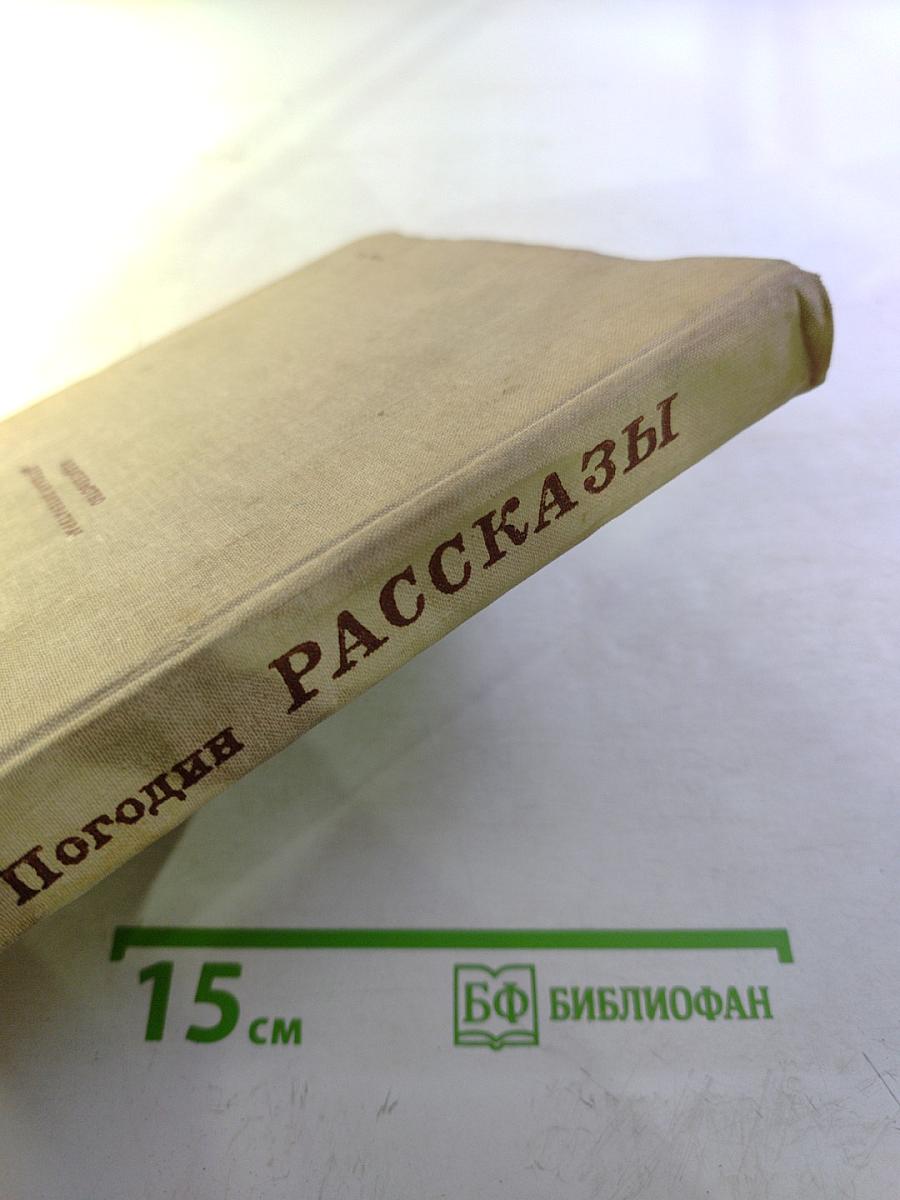 Погодин РАССКАЗЫ
15 см
БФ БИБЛИОФАН